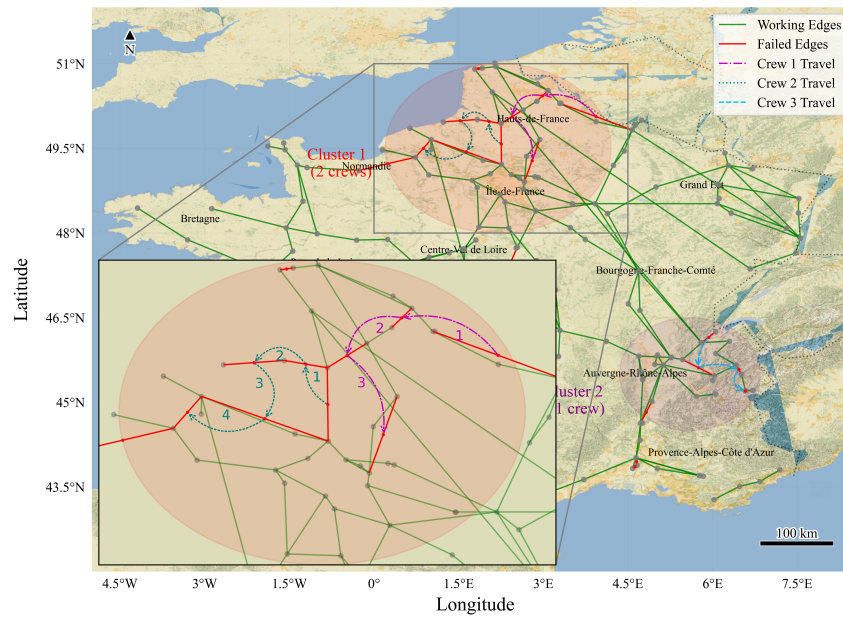 Working Edges
Failed Edges
Crew 1 Travel
Crew 2 Travel
Crew 3 Travel
N
51°N
49.5°N
48°N
46.5°N
45°N
43.5°N
Latitude
Hauts-de-France
Cluster 1
(2 crews)
Normandie
Île-de-France
Grand Est
Bretagne
Centre-Val de Loire
Bourgogne-Franche-Comté
Auvergne-Rhône-Alpes
luster 2
1 crew)
Provence-Alpes-Côte d'Azur
1
2
3
1
2
3
4
100 km
4.5°W
3°W
1.5°W
0°
1.5°E
3°E
4.5°E
6°E
7.5°E
Longitude